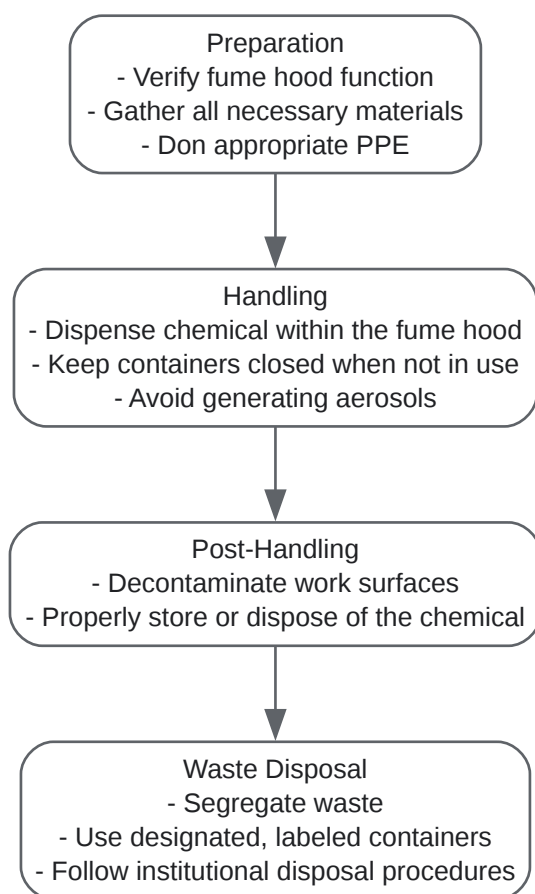 Preparation
- Verify fume hood function
- Gather all necessary materials
- Don appropriate PPE
Handling
- Dispense chemical within the fume hood
- Keep containers closed when not in use
- Avoid generating aerosols
Post-Handling
- Decontaminate work surfaces
- Properly store or dispose of the chemical
Waste Disposal
- Segregate waste
- Use designated, labeled containers
- Follow institutional disposal procedures